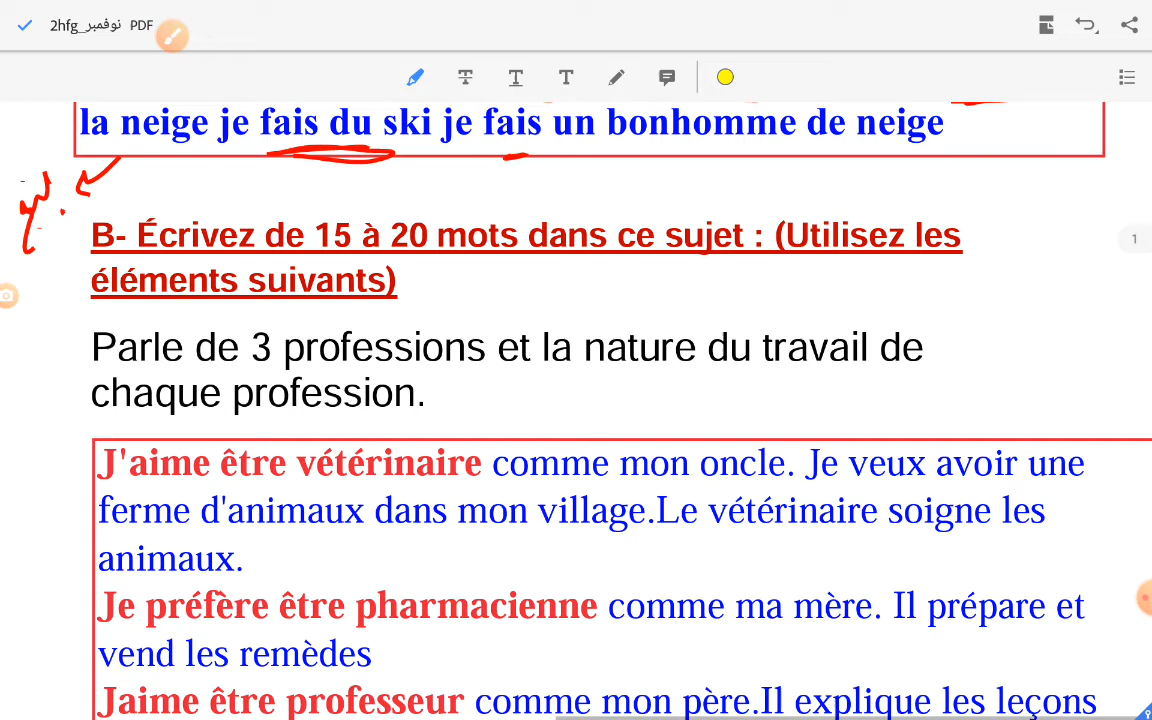 2hfg_نوفمبر PDF
la neige je fais du ski je fais un bonhomme de neige
B- Écrivez de 15 à 20 mots dans ce sujet : (Utilisez les
éléments suivants)
1
Parle de 3 professions et la nature du travail de
chaque profession.
J'aime être vétérinaire comme mon oncle. Je veux avoir une
ferme d'animaux dans mon village.Le vétérinaire soigne les
animaux.
Je préfère être pharmacienne comme ma mère. Il prépare et
vend les remèdes
Jaime être professeur comme mon père.Il explique les leçons